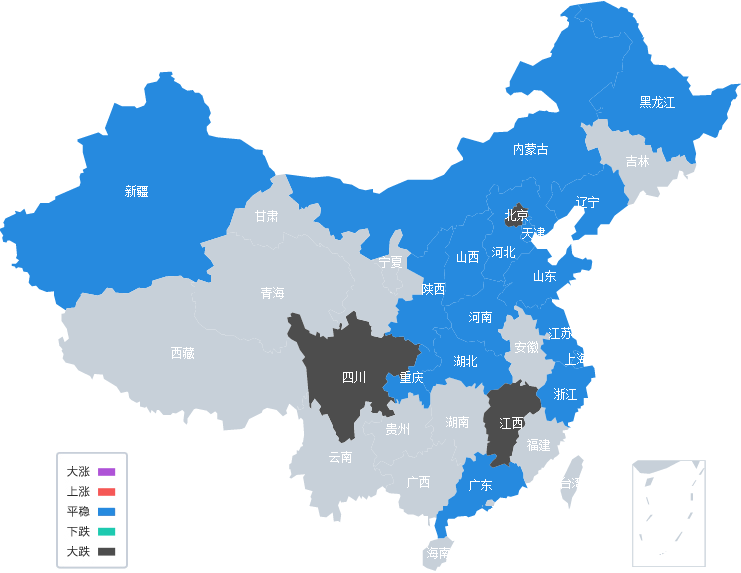 黑龙江
内蒙古
吉林
新疆
辽宁
甘肃
北京
天津
河北
山西
宁夏
山东
陕西
青海
河南
江苏
安徽
西藏
上海
湖北
四川
重庆
浙江
湖南
江西
贵州
福建
云南
广西
广东
台湾
海南
大涨
上涨
平稳
下跌
大跌